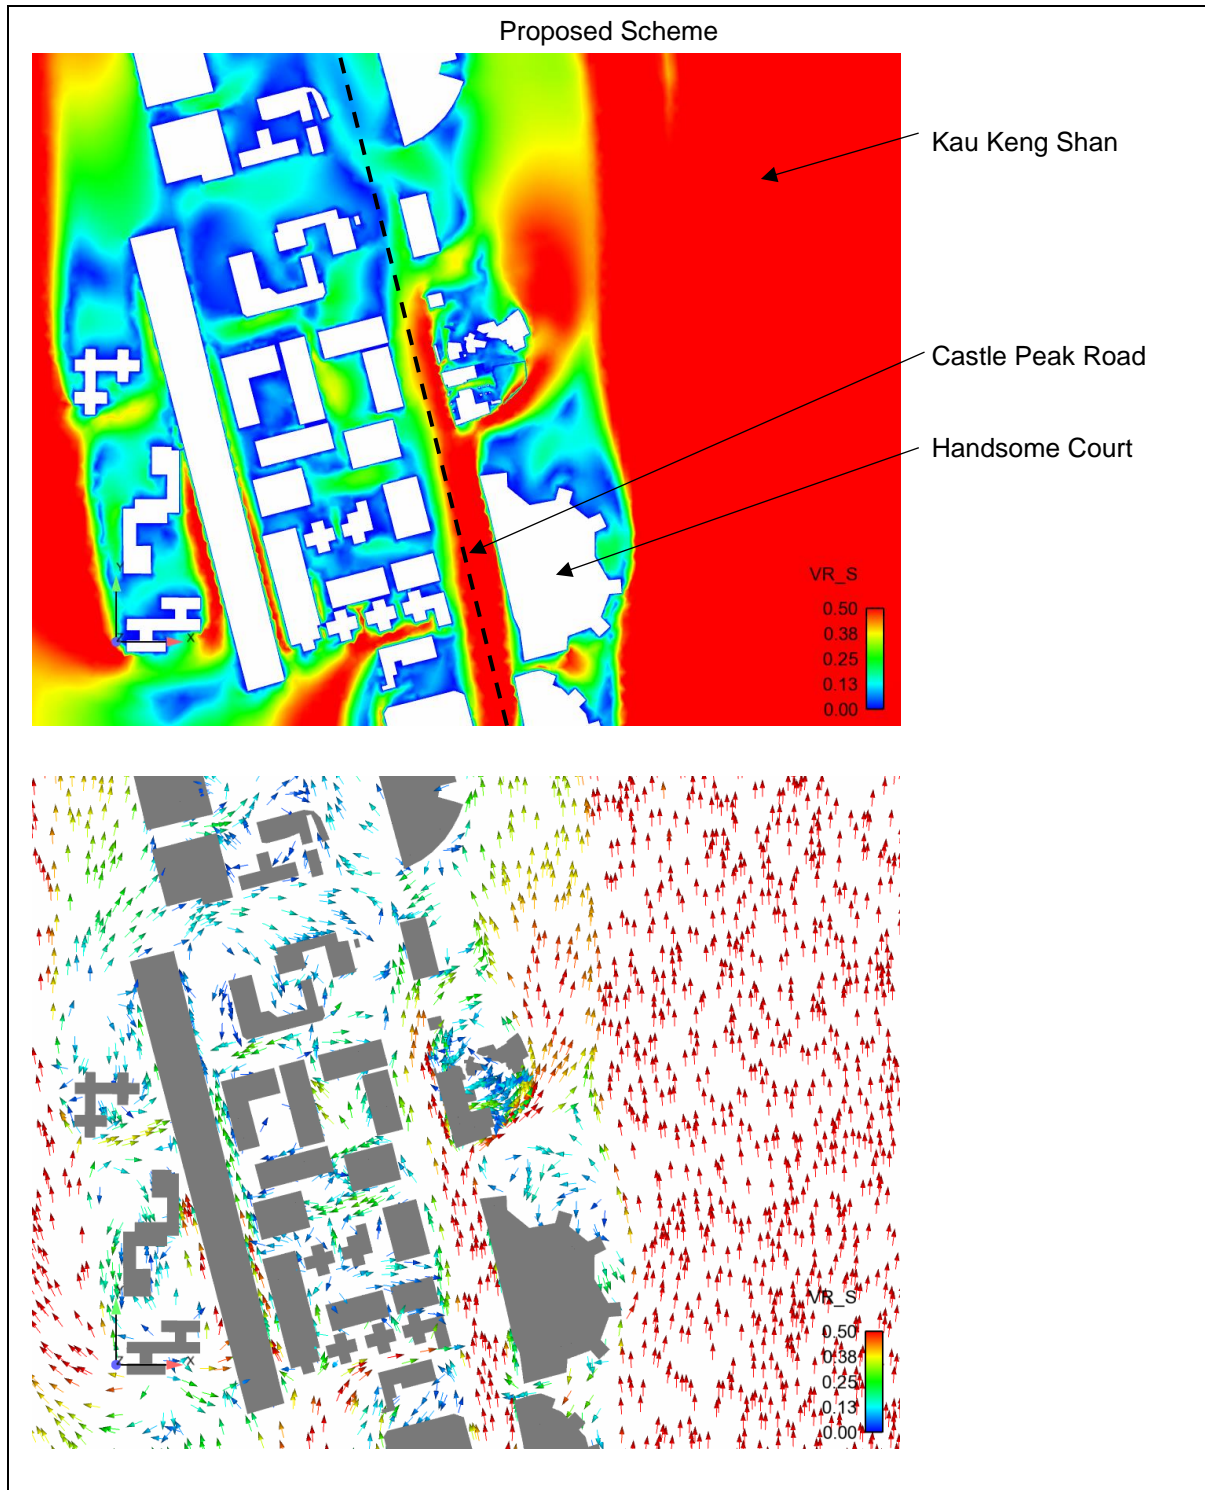 Proposed Scheme
Kau Keng Shan
Castle Peak Road
Handsome Court
VR_S
0.50
0.38
0.25
0.13
0.00
Y
Z
X
VR_S
0.50
0.38
0.25
0.13
0.00
Y
Z
X